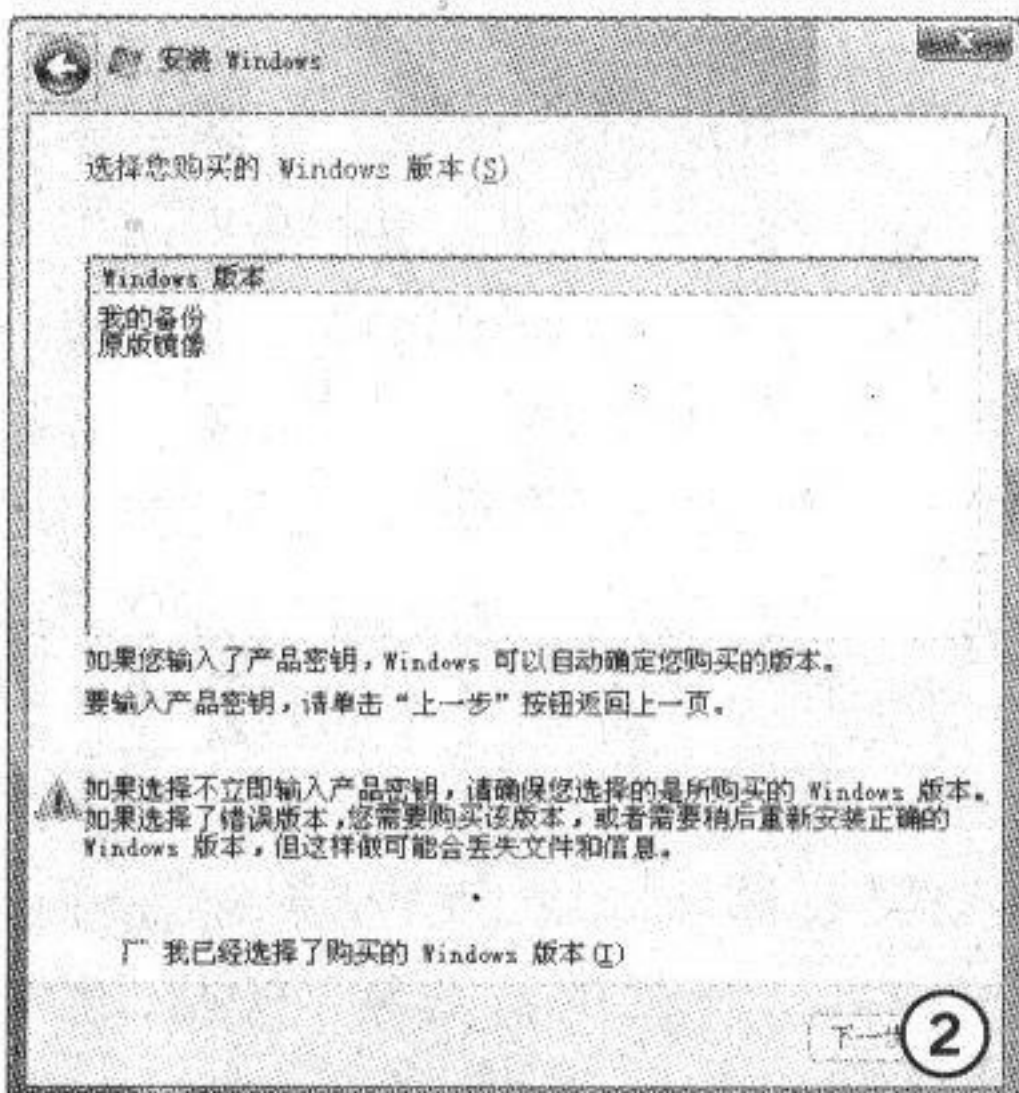 安装 Windows
选择您购买的 Windows 版本(S)
Windows 版本
我的备份
原版镜像
如果您输入了产品密钥，Windows 可以自动确定您购买的版本。
要输入产品密钥，请单击“上一步”按钮返回上一页。
如果选择不立即输入产品密钥，请确保您选择的是所购买的 Windows 版本。
如果选择了错误版本，您需要购买该版本，或者需要稍后重新安装正确的
Windows 版本，但这样做可能会丢失文件和信息。
我已经选择了购买的 Windows 版本(I)
下一
2